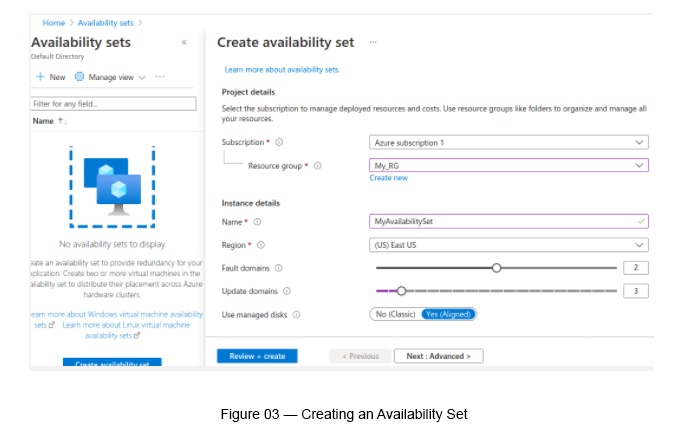 Home > Availability sets >
Availability sets «
Default Directory
+ New Manage view ...
Filter for any field...
Name ↑↓
No availability sets to display
eate an availability set to provide redundancy for your
plication. Create two or more virtual machines in the
ailability set to distribute their placement across Azure
hardware clusters.
earn more about Windows virtual machine availability
sets Learn more about Linux virtual machine
availability sets
Create availability set
Create availability set ...
Learn more about availability sets.
Project details
Select the subscription to manage deployed resources and costs. Use resource groups like folders to organize and manage all
your resources.
Subscription * Azure subscription 1
Resource group * My_RG
Create new
Instance details
Name * MyAvailabilitySet
Region * (US) East US
Fault domains 2
Update domains 3
Use managed disks No (Classic) Yes (Aligned)
Review + create < Previous Next : Advanced >
Figure 03 — Creating an Availability Set